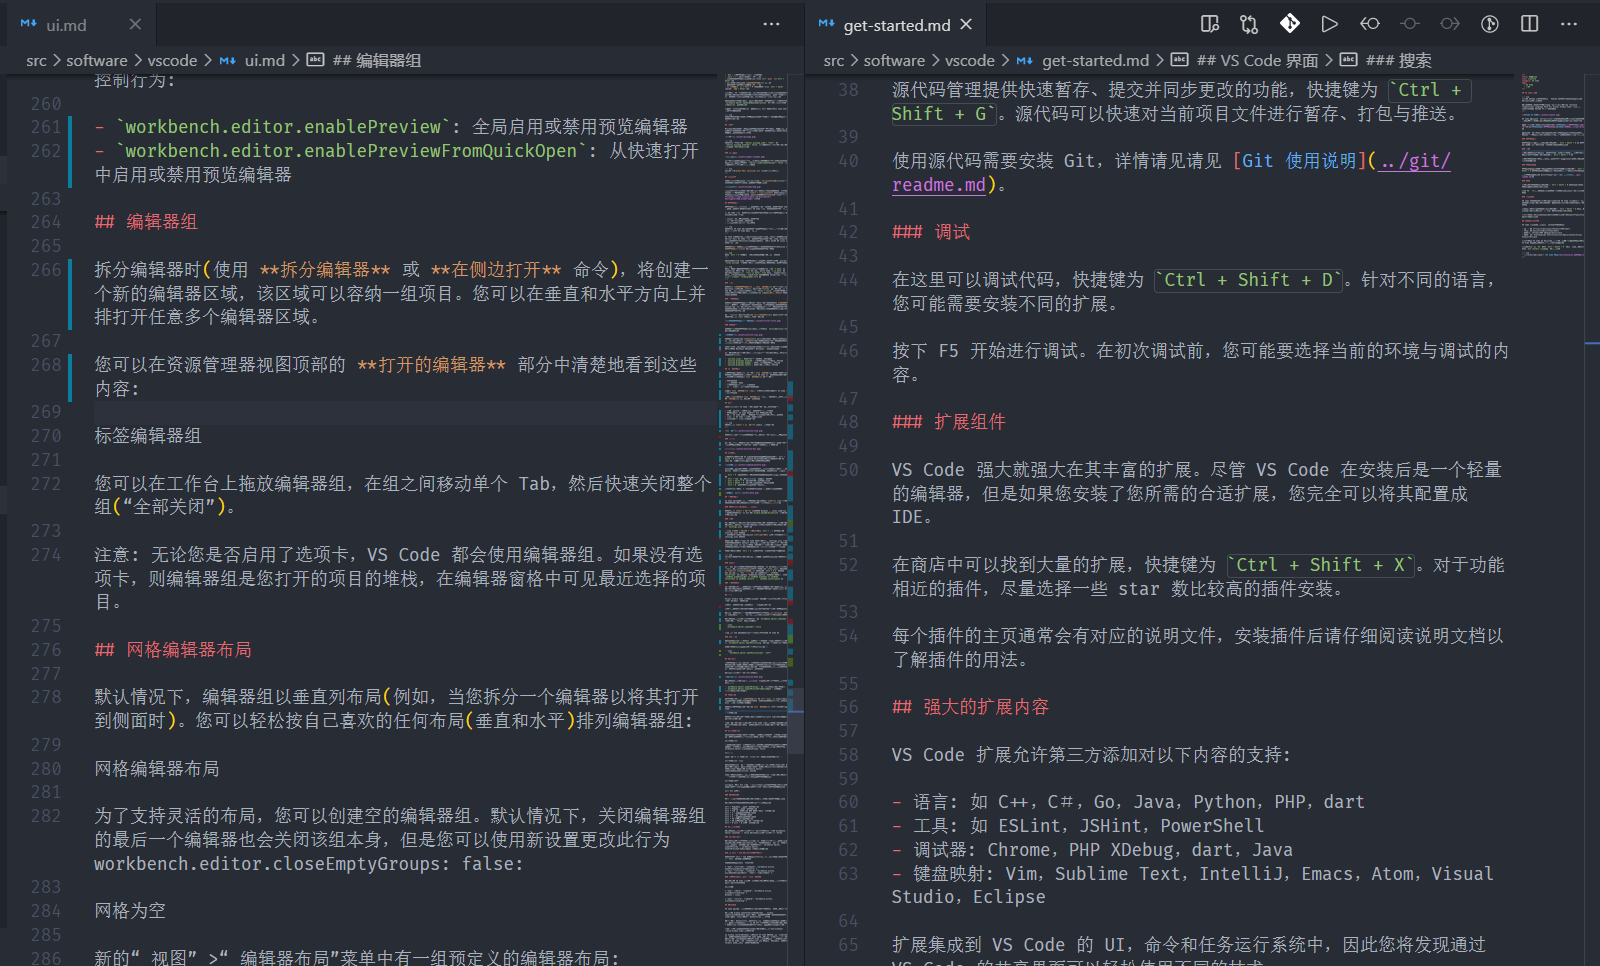 ui.md
src > software > vscode > ui.md > ## 编辑器组
控制行为:
260
261 - `workbench.editor.enablePreview`: 全局启用或禁用预览编辑器
262 - `workbench.editor.enablePreviewFromQuickOpen`: 从快速打开
中启用或禁用预览编辑器
263
264 ## 编辑器组
265
266 拆分编辑器时(使用 **拆分编辑器** 或 **在侧边打开** 命令)，将创建一
个新的编辑器区域，该区域可以容纳一组项目。您可以在垂直和水平方向上并
排打开任意多个编辑器区域。
267
268 您可以在资源管理器视图顶部的 **打开的编辑器** 部分中清楚地看到这些
内容:
269
270 标签编辑器组
271
272 您可以在工作台上拖放编辑器组，在组之间移动单个 Tab，然后快速关闭整个
组(“全部关闭”)。
273
274 注意: 无论您是否启用了选项卡，VS Code 都会使用编辑器组。如果没有选
项卡，则编辑器组是您打开的项目的堆栈，在编辑器窗格中可见最近选择的项
目。
275
276 ## 网格编辑器布局
277
278 默认情况下，编辑器组以垂直列布局(例如，当您拆分一个编辑器以将其打开
到侧面时)。您可以轻松按自己喜欢的任何布局(垂直和水平)排列编辑器组:
279
280 网格编辑器布局
281
282 为了支持灵活的布局，您可以创建空的编辑器组。默认情况下，关闭编辑器组
的最后一个编辑器也会关闭该组本身，但是您可以使用新设置更改此行为
workbench.editor.closeEmptyGroups: false:
283
284 网格为空
285
286 新的“ 视图” >“ 编辑器布局”菜单中有一组预定义的编辑器布局:
get-started.md
src > software > vscode > get-started.md > ## VS Code 界面 > ### 搜索
38 源代码管理提供快速暂存、提交并同步更改的功能，快捷键为 `Ctrl +
Shift + G`。源代码可以快速对当前项目文件进行暂存、打包与推送。
39
40 使用源代码需要安装 Git，详情请见请见 [Git 使用说明](../git/
readme.md)。
41
42 ### 调试
43
44 在这里可以调试代码，快捷键为 `Ctrl + Shift + D`。针对不同的语言，
您可能需要安装不同的扩展。
45
46 按下 F5 开始进行调试。在初次调试前，您可能要选择当前的环境与调试的内
容。
47
48 ### 扩展组件
49
50 VS Code 强大就强大在其丰富的扩展。尽管 VS Code 在安装后是一个轻量
的编辑器，但是如果您安装了您所需的合适扩展，您完全可以将其配置成
IDE。
51
52 在商店中可以找到大量的扩展，快捷键为 `Ctrl + Shift + X`。对于功能
相近的插件，尽量选择一些 star 数比较高的插件安装。
53
54 每个插件的主页通常会有对应的说明文件，安装插件后请仔细阅读说明文档以
了解插件的用法。
55
56 ## 强大的扩展内容
57
58 VS Code 扩展允许第三方添加对以下内容的支持:
59
60 - 语言: 如 C++，C#，Go，Java，Python，PHP，dart
61 - 工具: 如 ESLint，JSHint，PowerShell
62 - 调试器: Chrome，PHP XDebug，dart，Java
63 - 键盘映射: Vim，Sublime Text，IntelliJ，Emacs，Atom，Visual
Studio，Eclipse
64
65 扩展集成到 VS Code 的 UI，命令和任务运行系统中，因此您将发现通过
VS Code 的共享界面可以轻松使用不同的技术。